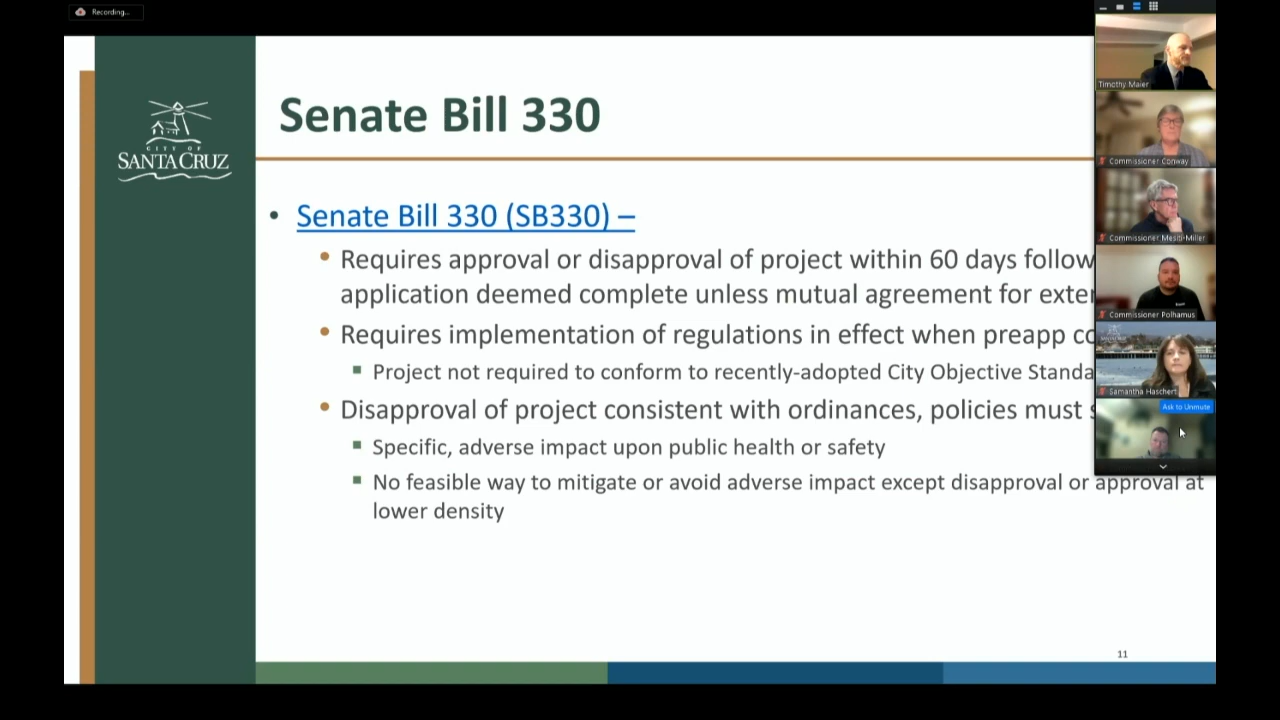 Recording...
CITY OF
SANTA CRUZ
Senate Bill 330
• Senate Bill 330 (SB330) –
• Requires approval or disapproval of project within 60 days follow
application deemed complete unless mutual agreement for exter
• Requires implementation of regulations in effect when preapp co
▪ Project not required to conform to recently-adopted City Objective Standa
• Disapproval of project consistent with ordinances, policies must s
▪ Specific, adverse impact upon public health or safety
▪ No feasible way to mitigate or avoid adverse impact except disapproval or approval at
lower density
11
Timothy Maier
Commissioner Conway
Commissioner Mesiti-Miller
Commissioner Polhamus
Samantha Haschert
Ask to Unmute